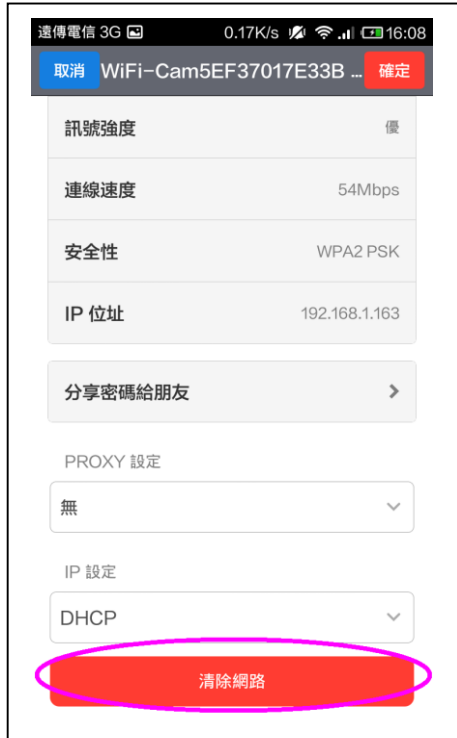 遠傳電信 3G 0.17K/s 16:08
取消 WiFi-Cam5EF37017E33B ... 確定
訊號強度 優
連線速度 54Mbps
安全性 WPA2 PSK
IP 位址 192.168.1.163
分享密碼給朋友
PROXY 設定
無
IP 設定
DHCP
清除網路